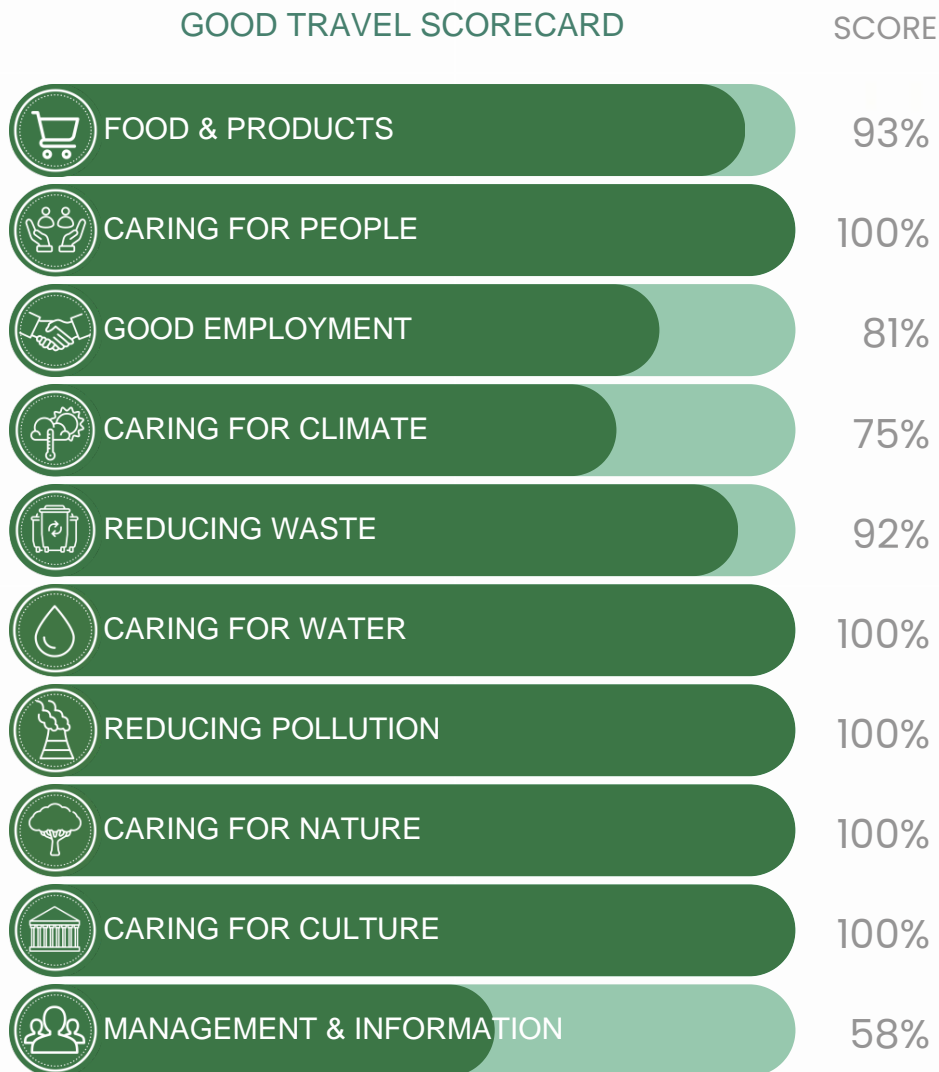 GOOD TRAVEL SCORECARD SCORE
FOOD & PRODUCTS 93%
CARING FOR PEOPLE 100%
GOOD EMPLOYMENT 81%
CARING FOR CLIMATE 75%
REDUCING WASTE 92%
CARING FOR WATER 100%
REDUCING POLLUTION 100%
CARING FOR NATURE 100%
CARING FOR CULTURE 100%
MANAGEMENT & INFORMATION 58%